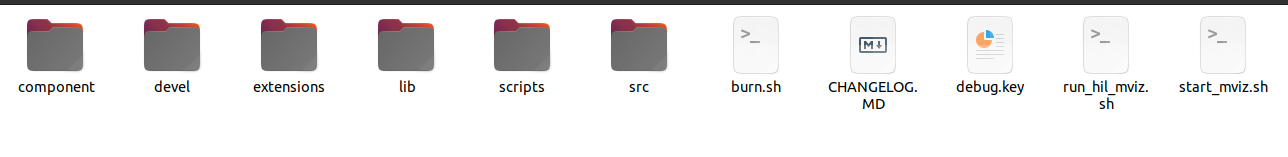 component
devel
extensions
lib
scripts
src
burn.sh
CHANGELOG.
MD
debug.key
run_hil_mviz.
sh
start_mviz.sh